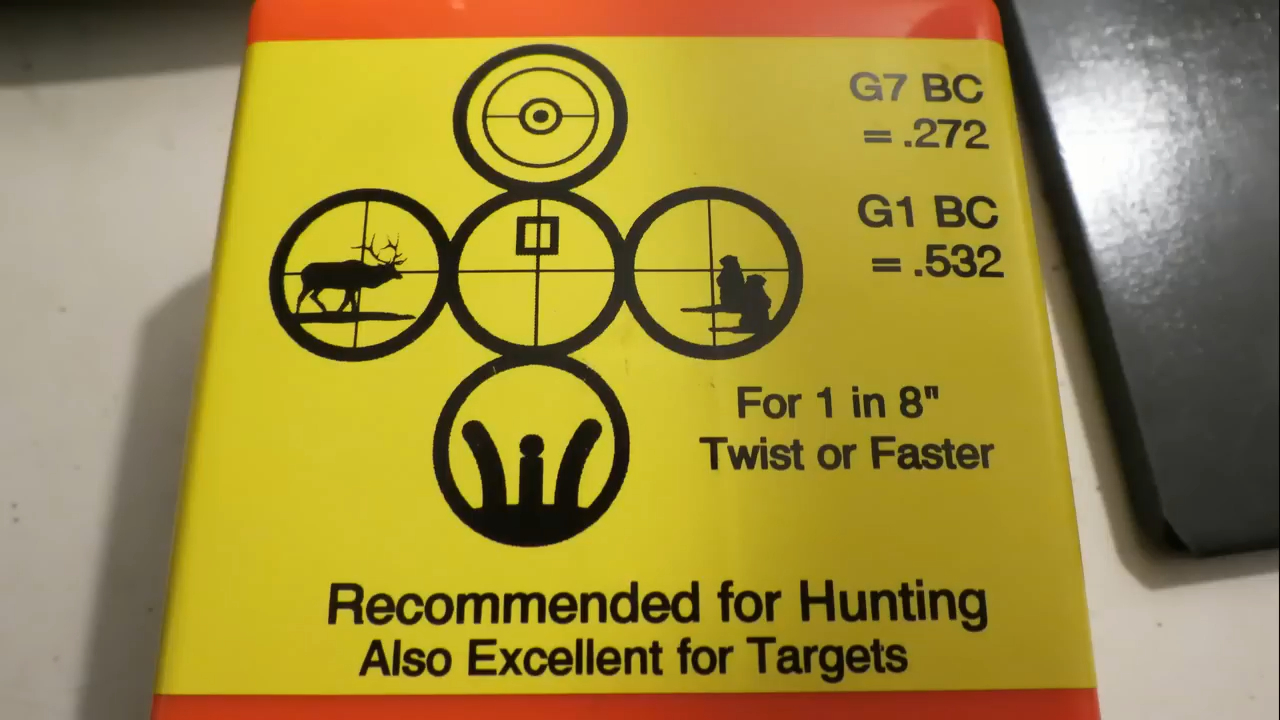 G7 BC
= .272
G1 BC
= .532
For 1 in 8"
Twist or Faster
Recommended for Hunting
Also Excellent for Targets